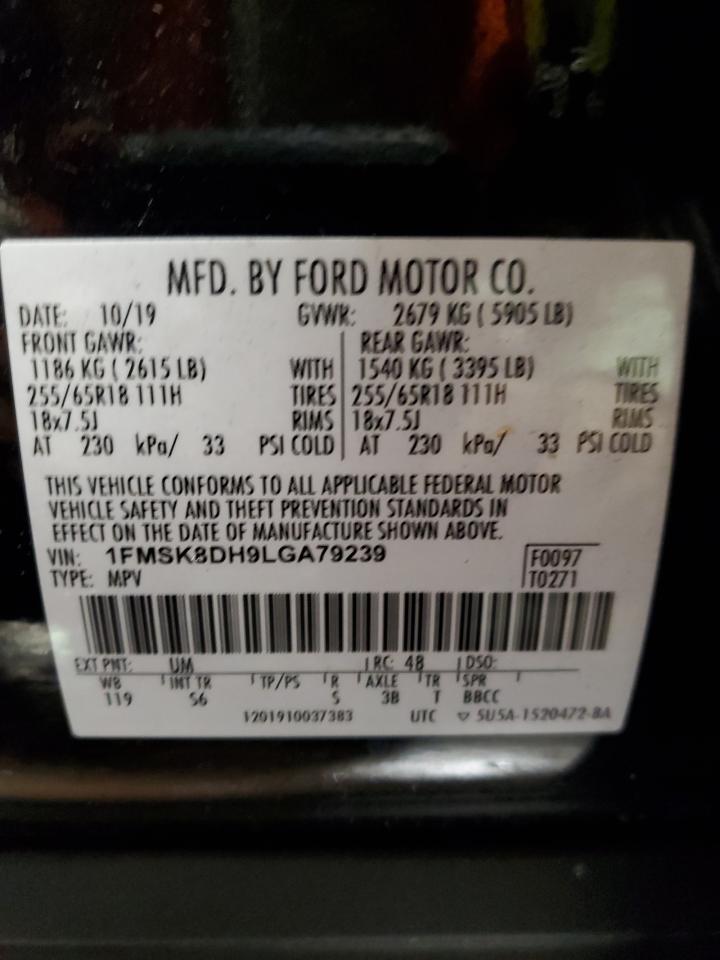 MFD. BY FORD MOTOR CO.
DATE: 10/19 GVWR: 2679 KG ( 5905 LB)
FRONT GAWR: REAR GAWR:
1186 KG ( 2615 LB) WITH 1540 KG ( 3395 LB) WITH
255/65R18 111H TIRES 255/65R18 111H TIRES
18x7.5J RIMS 18x7.5J RIMS
AT 230 kPa/ 33 PSI COLD AT 230 kPa/ 33 PSI COLD
THIS VEHICLE CONFORMS TO ALL APPLICABLE FEDERAL MOTOR
VEHICLE SAFETY AND THEFT PREVENTION STANDARDS IN
EFFECT ON THE DATE OF MANUFACTURE SHOWN ABOVE.
VIN: 1FMSK8DH9LGA79239 F0097
TYPE: MPV T0271
EXT PNT: UM RC: 48 DSO:
WB INT TR TP/PS R AXLE TR SPR
119 S6 S 3B T BBCC
1201910037383 UTC ▽ 5U5A-1520472-BA